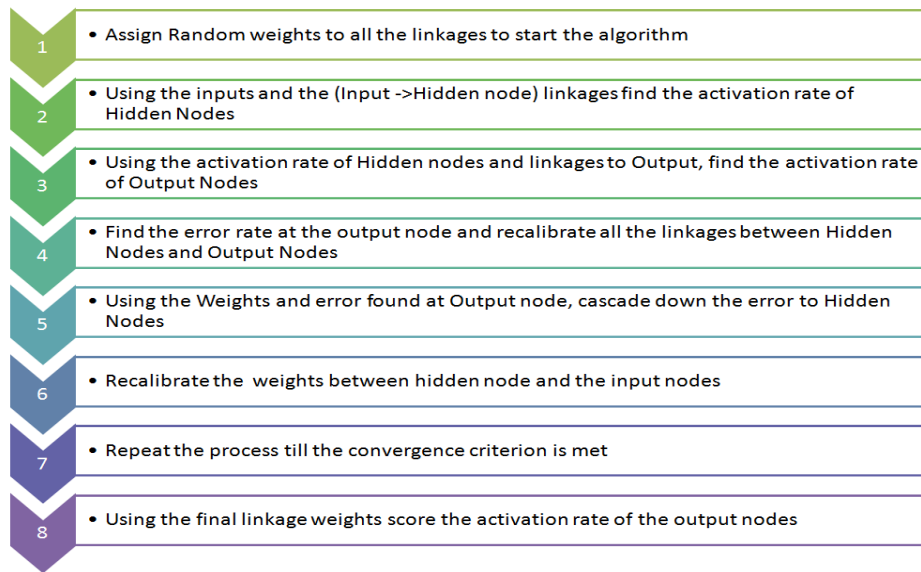 1
• Assign Random weights to all the linkages to start the algorithm
2
• Using the inputs and the (Input ->Hidden node) linkages find the activation rate of
Hidden Nodes
3
• Using the activation rate of Hidden nodes and linkages to Output, find the activation rate
of Output Nodes
4
• Find the error rate at the output node and recalibrate all the linkages between Hidden
Nodes and Output Nodes
5
• Using the Weights and error found at Output node, cascade down the error to Hidden
Nodes
6
• Recalibrate the weights between hidden node and the input nodes
7
• Repeat the process till the convergence criterion is met
8
• Using the final linkage weights score the activation rate of the output nodes